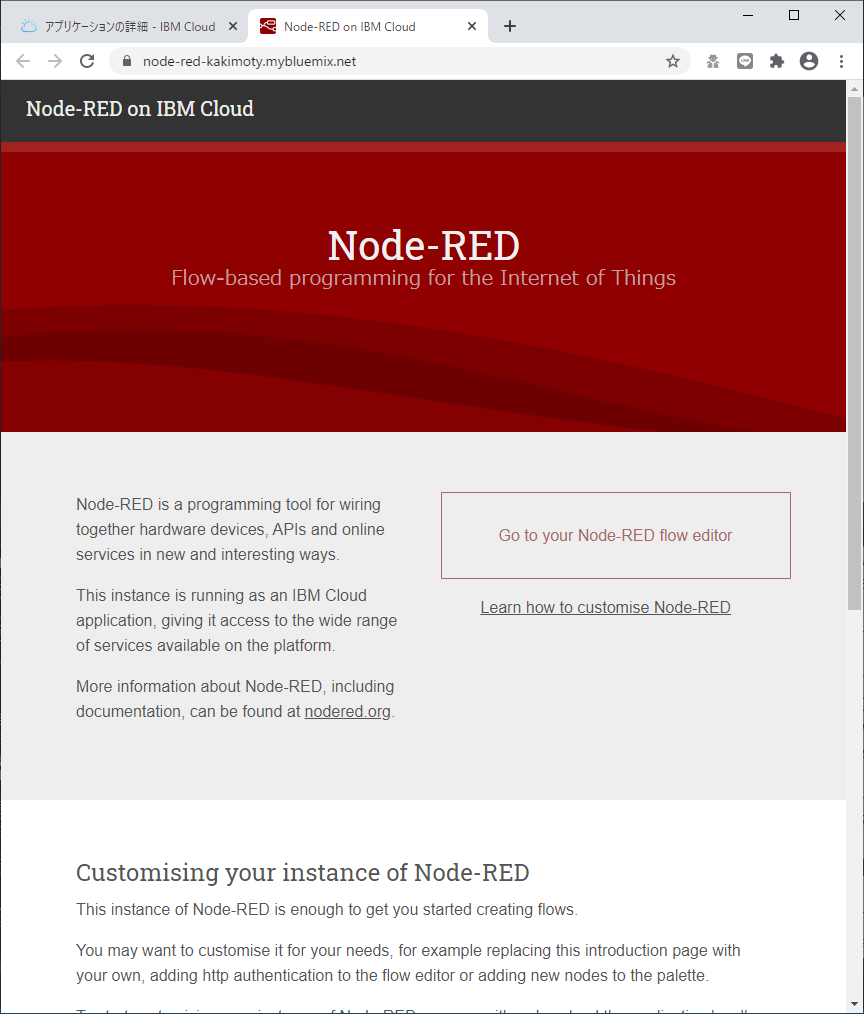 アプリケーションの詳細 - IBM Cloud
Node-RED on IBM Cloud
node-red-kakimoty.mybluemix.net
Node-RED on IBM Cloud
Node-RED
Flow-based programming for the Internet of Things
Node-RED is a programming tool for wiring
together hardware devices, APIs and online
services in new and interesting ways.
This instance is running as an IBM Cloud
application, giving it access to the wide range
of services available on the platform.
More information about Node-RED, including
documentation, can be found at nodered.org.
Go to your Node-RED flow editor
Learn how to customise Node-RED
Customising your instance of Node-RED
This instance of Node-RED is enough to get you started creating flows.
You may want to customise it for your needs, for example replacing this introduction page with
your own, adding http authentication to the flow editor or adding new nodes to the palette.